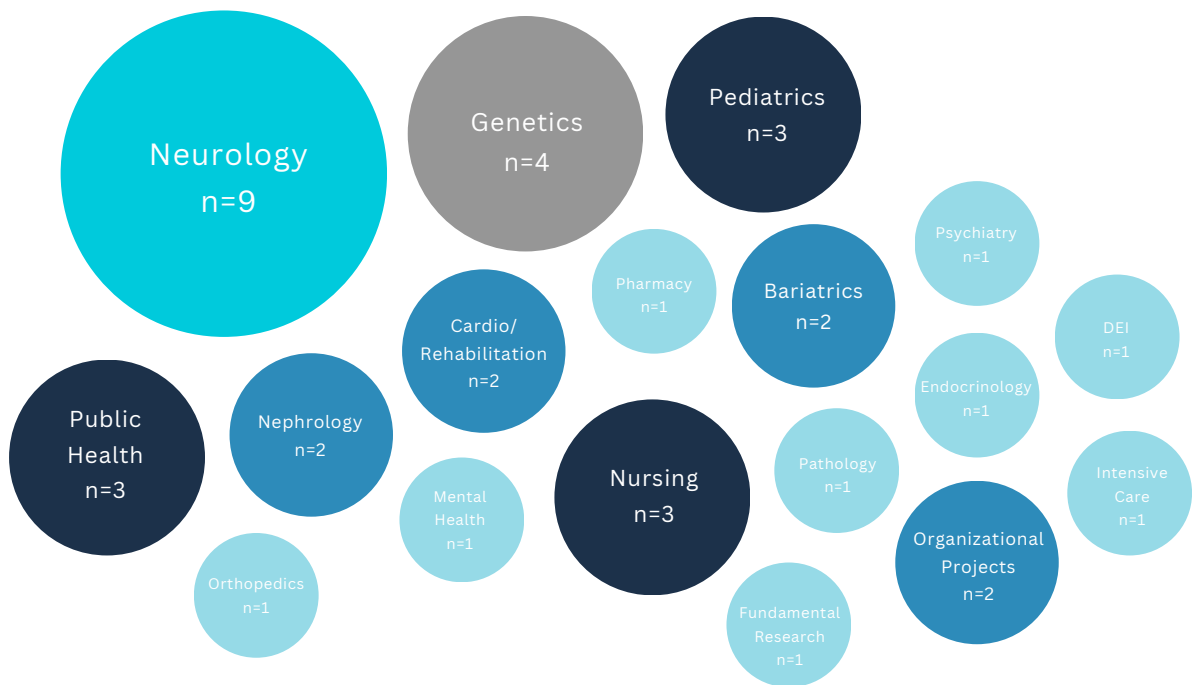 Neurology
n=9
Genetics
n=4
Pediatrics
n=3
Psychiatry
n=1
Pharmacy
n=1
Bariatrics
n=2
DEI
n=1
Cardio/
Rehabilitation
n=2
Endocrinology
n=1
Public
Health
n=3
Nephrology
n=2
Mental
Health
n=1
Nursing
n=3
Pathology
n=1
Intensive
Care
n=1
Organizational
Projects
n=2
Orthopedics
n=1
Fundamental
Research
n=1